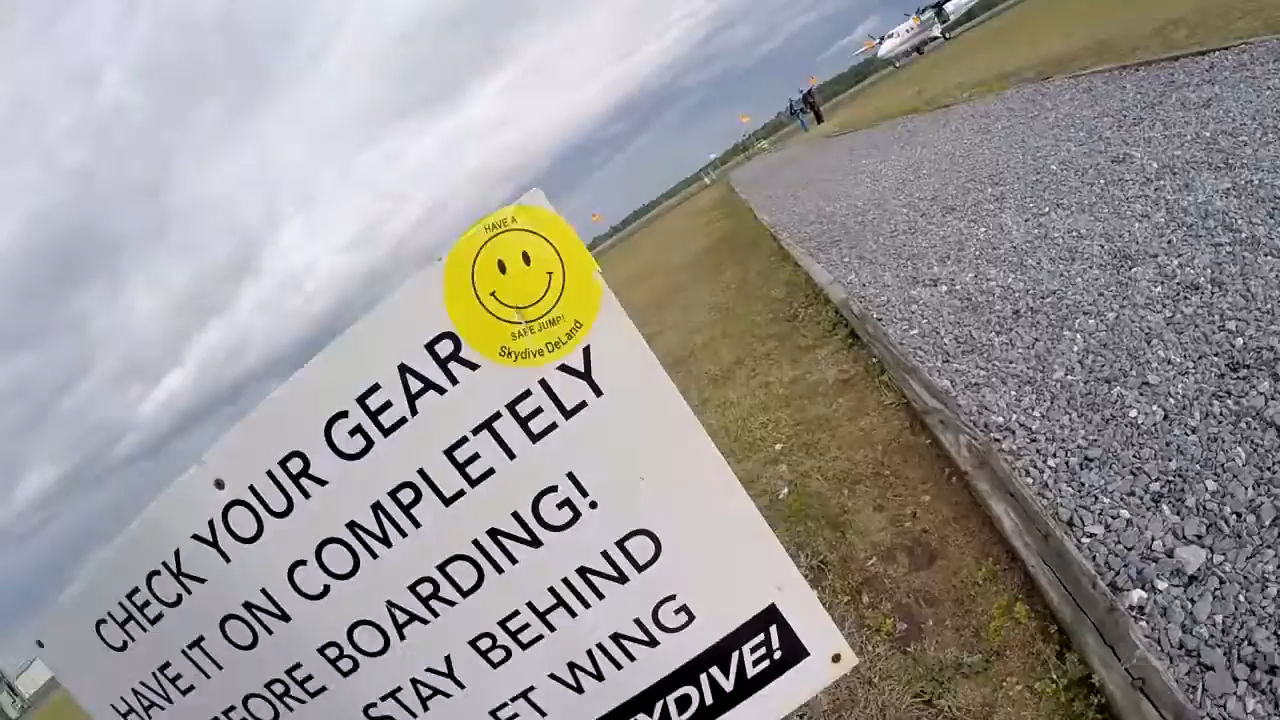 HAVE A
SAFE JUMP!
Skydive DeLand
CHECK YOUR GEAR
HAVE IT ON COMPLETELY
BOARDING!
STAY BEHIND
WING